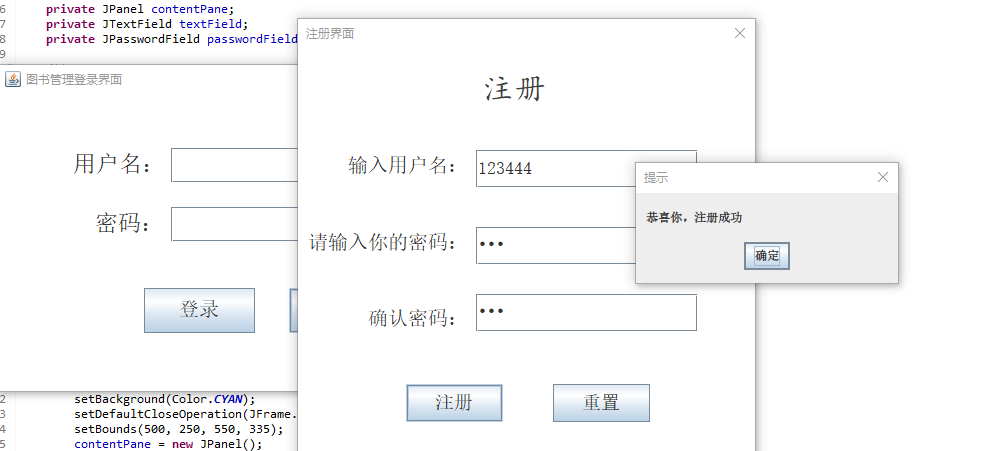 6 private JPanel contentPane;
7 private JTextField textField;
8 private JPasswordField passwordField
9
图书管理登录界面
用户名：
密码：
登录
注册界面
注册
输入用户名： 123444
请输入你的密码： •••
确认密码： •••
注册 重置
提示
恭喜你，注册成功
确定
2 setBackground(Color.CYAN);
3 setDefaultCloseOperation(JFrame.
4 setBounds(500, 250, 550, 335);
5 contentPane = new JPanel();